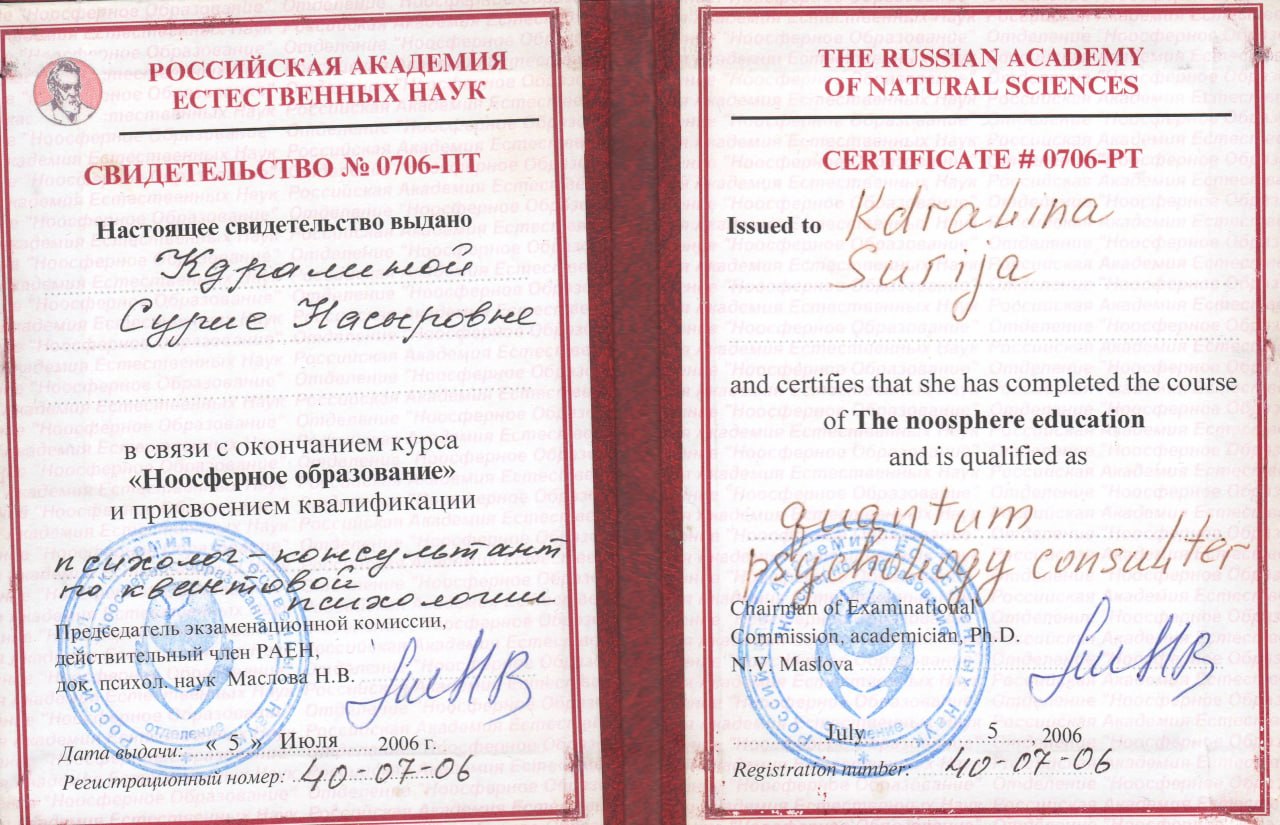 РОССИЙСКАЯ АКАДЕМИЯ
ЕСТЕСТВЕННЫХ НАУК
СВИДЕТЕЛЬСТВО № 0706-ПТ
Настоящее свидетельство выдано
Кдралиной
Сурие Насыровне
в связи с окончанием курса
«Ноосферное образование»
и присвоением квалификации
психолог-консультант
по квантовой
психологии
Председатель экзаменационной комиссии,
действительный член РАЕН,
док. психол. наук Маслова Н.В.
Дата выдачи: « 5 » Июля 2006 г.
Регистрационный номер: 40-07-06
THE RUSSIAN ACADEMY
OF NATURAL SCIENCES
CERTIFICATE # 0706-PT
Issued to
Surija
and certifies that she has completed the course
of The noosphere education
and is qualified as
quantum
psychology consulter
Chairman of Examinational
Commission, academician, Ph.D.
N.V. Maslova
July 5, 2006
Registration number: 40-07-06